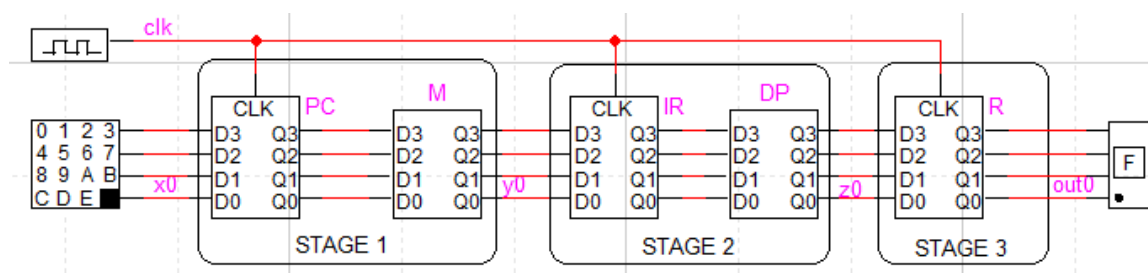 clk
PC
M
IR
DP
R
CLK
CLK
CLK
0 1 2 3
4 5 6 7
8 9 A B
C D E
x0
D3 Q3
D2 Q2
D1 Q1
D0 Q0
D3 Q3
D2 Q2
D1 Q1
D0 Q0
y0
D3 Q3
D2 Q2
D1 Q1
D0 Q0
D3 Q3
D2 Q2
D1 Q1
D0 Q0
z0
D3 Q3
D2 Q2
D1 Q1
D0 Q0
out0
F
STAGE 1
STAGE 2
STAGE 3